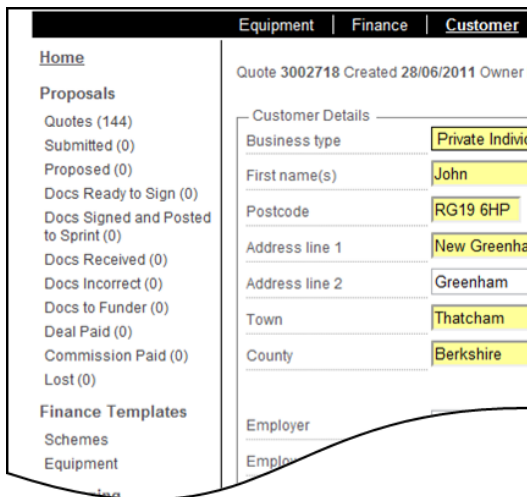 Equipment | Finance | Customer
Home
Proposals
Quotes (144)
Submitted (0)
Proposed (0)
Docs Ready to Sign (0)
Docs Signed and Posted
to Sprint (0)
Docs Received (0)
Docs Incorrect (0)
Docs to Funder (0)
Deal Paid (0)
Commission Paid (0)
Lost (0)
Finance Templates
Schemes
Equipment
Quote 3002718 Created 28/06/2011 Owner
Customer Details
Business type Private
First name(s) John
Postcode RG19 6HP
Address line 1 New
Address line 2 Greenham
Town Thatcham
County Berkshire
Employer